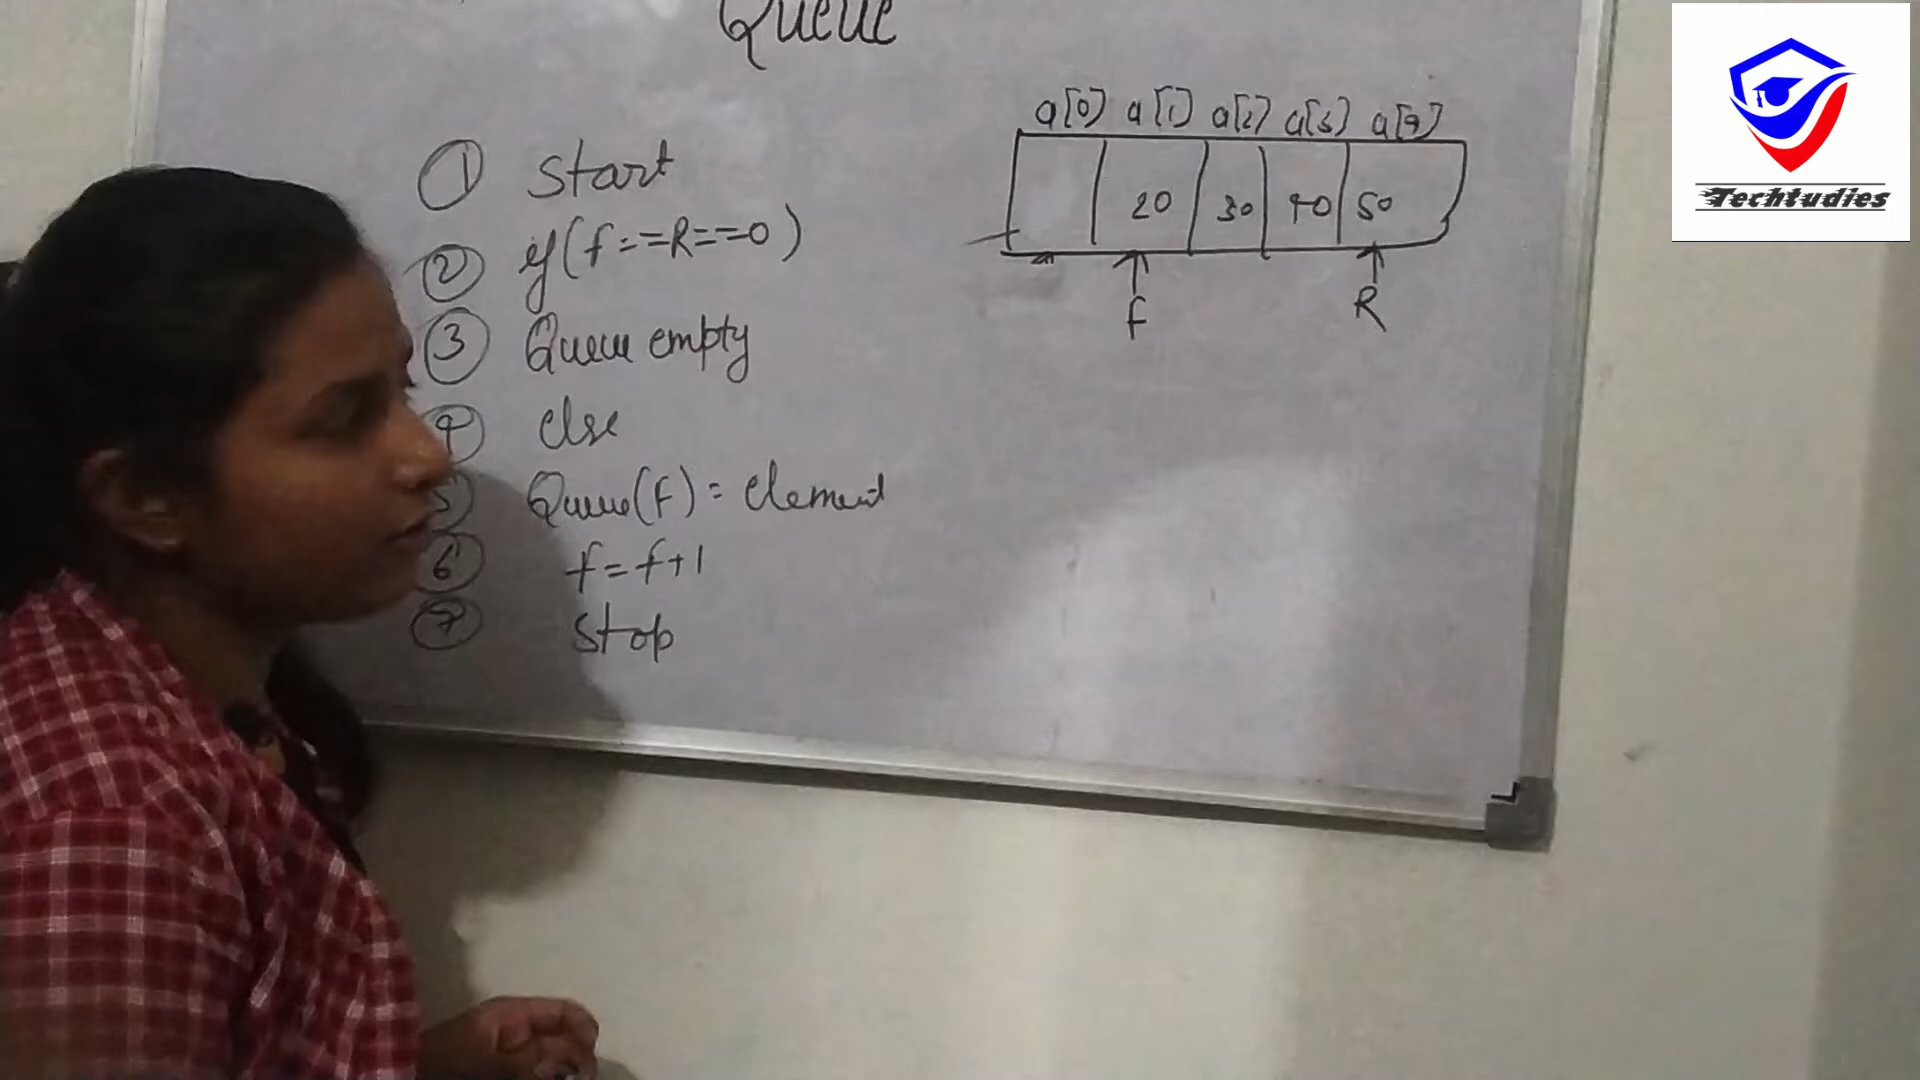 Queue
① Start
② if (f==R==0)
③ Queue empty
④ else
⑤ Queue(F) = element
⑥ f=f+1
⑦ Stop
a[0] a[1] a[2] a[3] a[4]
20 30 40 50
F R
Techtudies